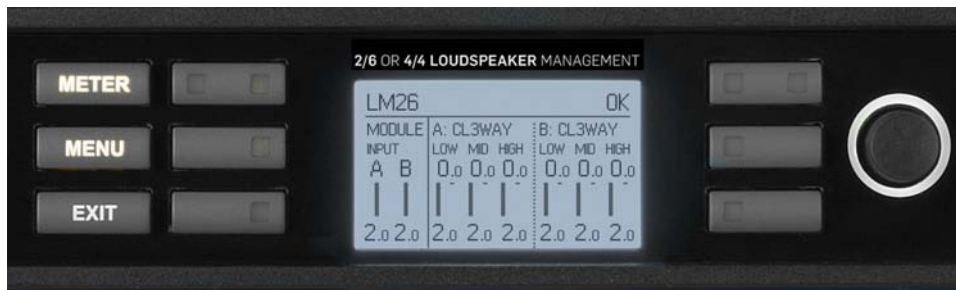 2/6 OR 4/4 LOUDSPEAKER MANAGEMENT
METER
MENU
EXIT
LM26 OK
MODULE A: CL3WAY B: CL3WAY
INPUT LOW MID HIGH LOW MID HIGH
A B 0.0 0.0 0.0 0.0 0.0 0.0
2.0 2.0 2.0 2.0 2.0 2.0 2.0 2.0